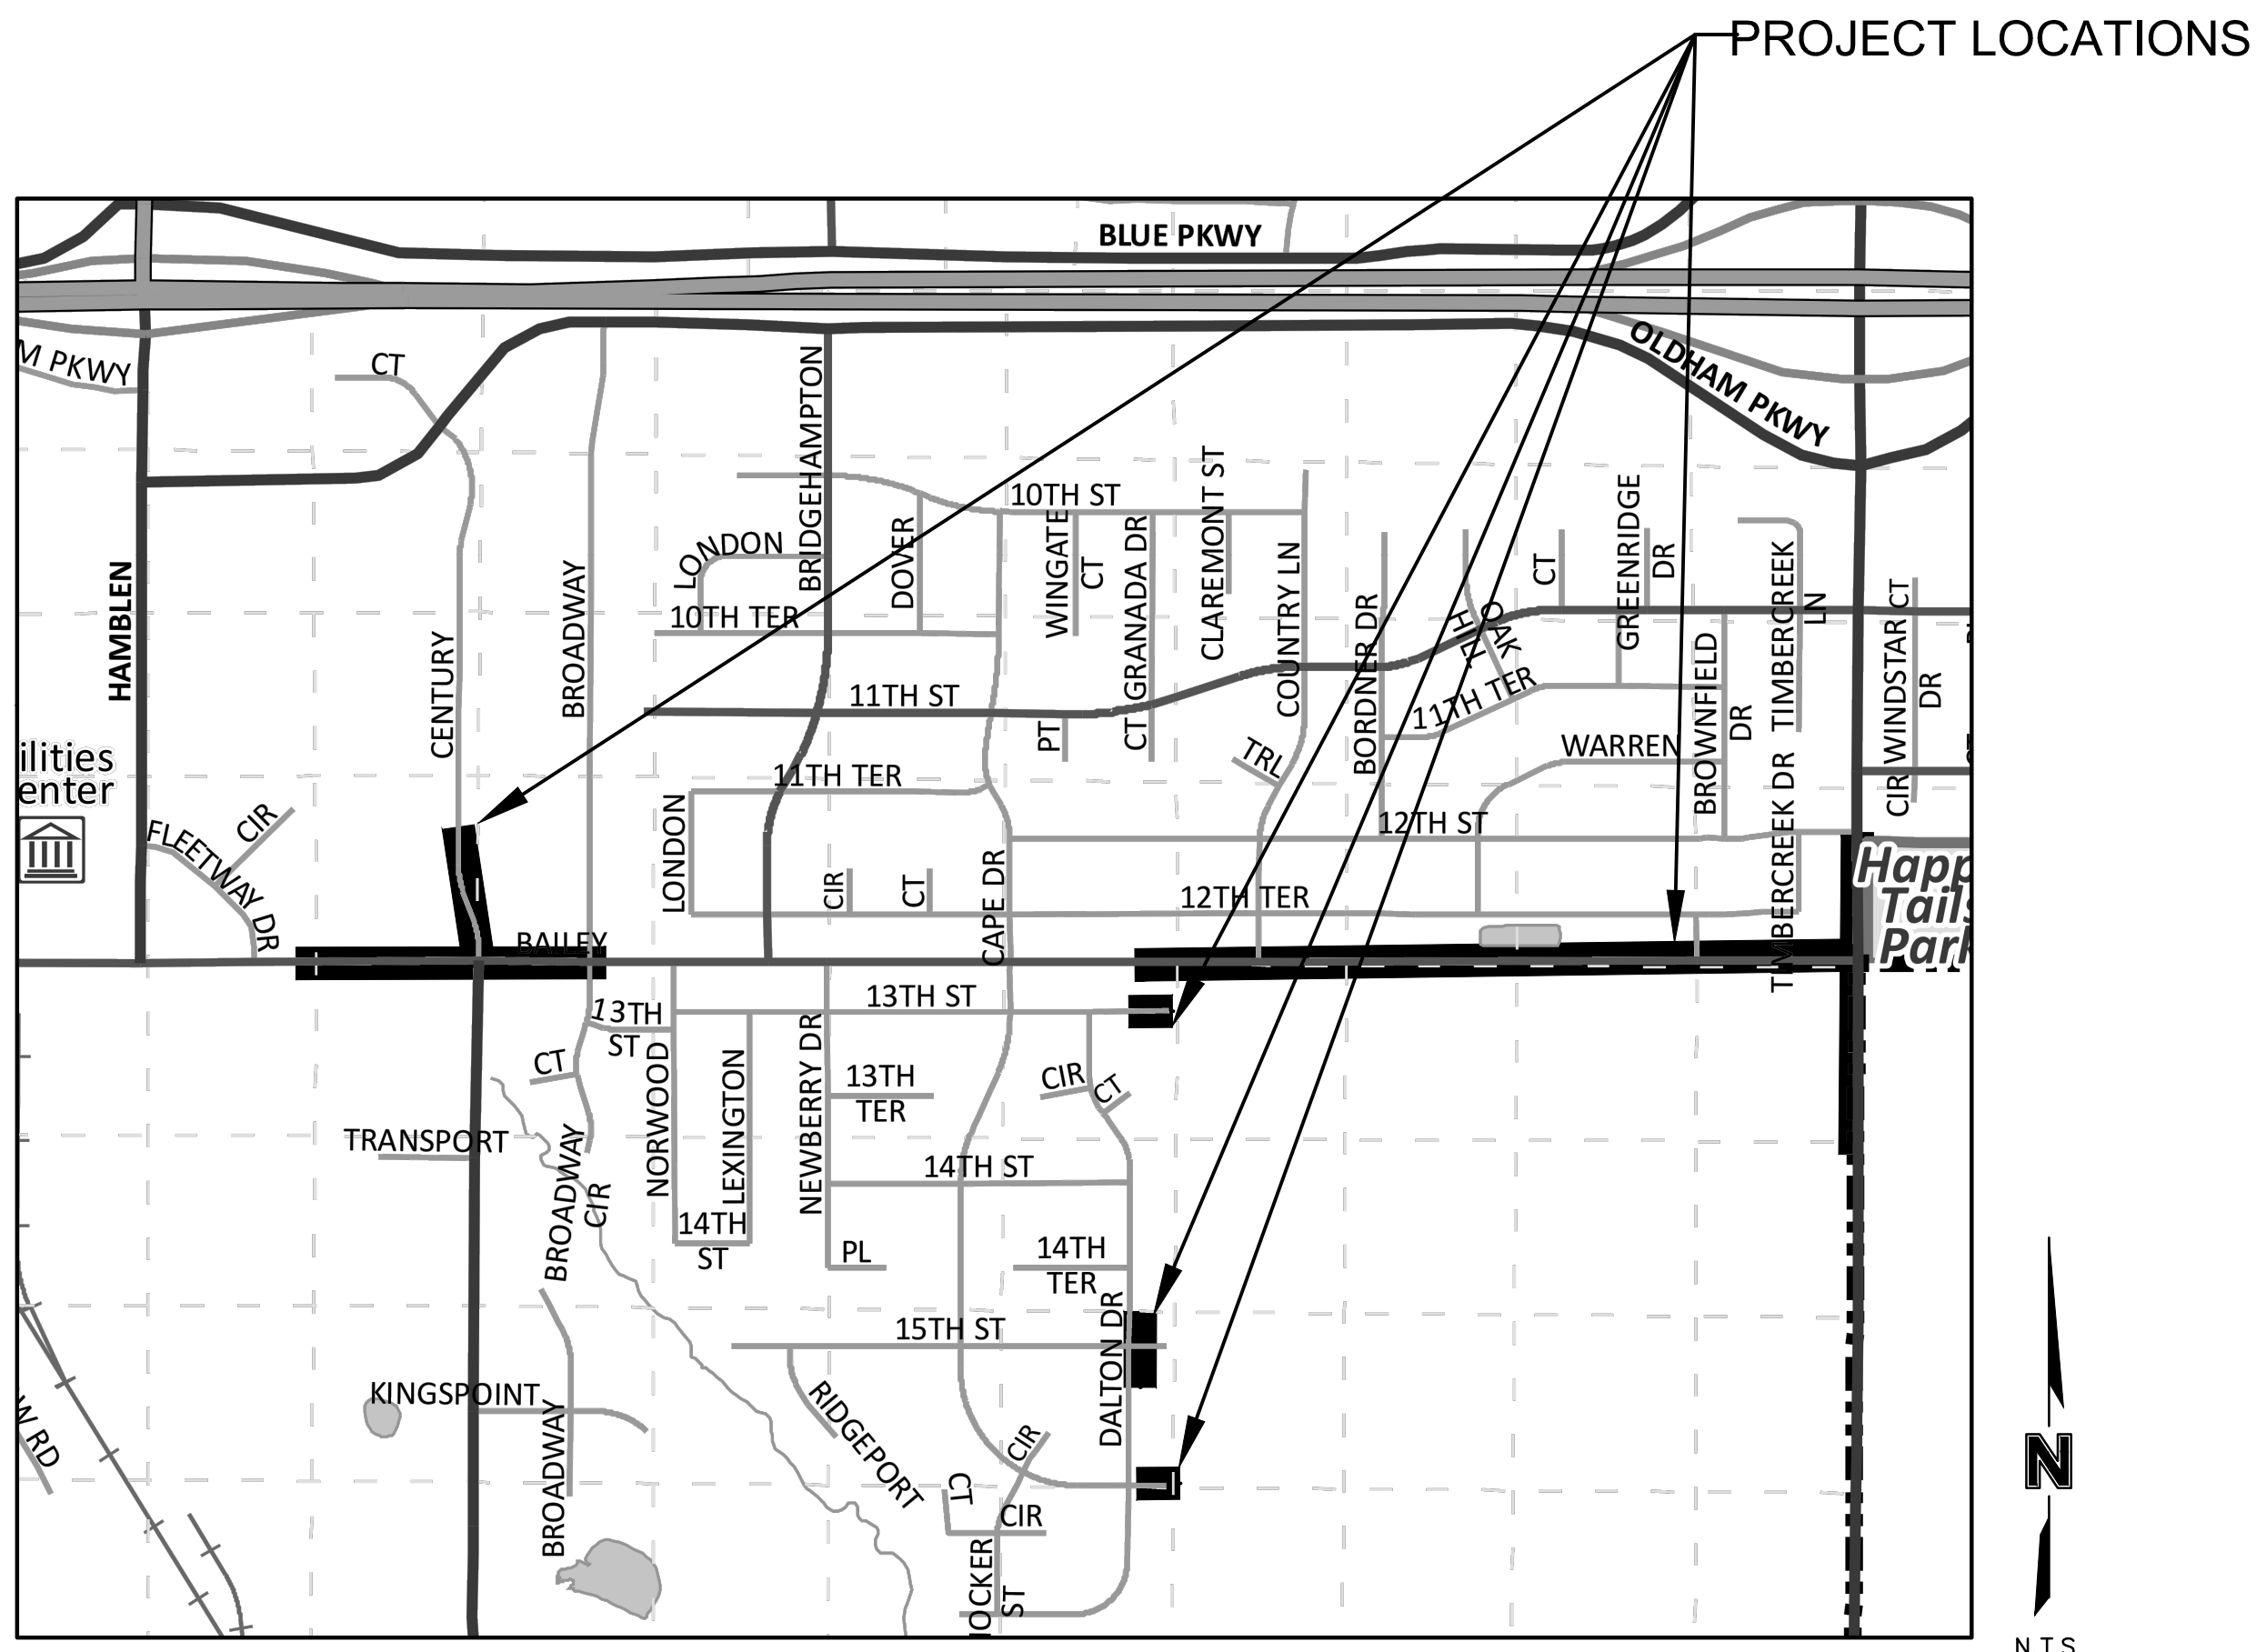 PROJECT LOCATIONS
BLUE PKWY
OLDHAM PKWY
M PKWY
CT
HAMBLEN
CENTURY
BROADWAY
BRIDGEHAMPTON
LONDON
DOVER
10TH ST
10TH TER
WINGATE
CT
GRANADA DR
CT
CLAREMONT ST
COUNTRY LN
BORDNER DR
OAK
HILL
CT
GREENRIDGE
DR
TIMBERCREEK
LN
WINDSTAR CT
DR
CIR
11TH ST
PT
11TH TER
11TH TER
TRL
WARREN
BROWNFIELD
DR
TIMBERCREEK DR
ilities
enter
FLEETWAY DR
CIR
LONDON
CIR
CT
CAPE DR
12TH ST
12TH TER
Happ
Tails
Park
BAILEY
13TH
ST
13TH ST
CT
NORWOOD
LEXINGTON
NEWBERRY DR
13TH
TER
CIR
CT
TRANSPORT
BROADWAY
CIR
14TH ST
14TH
ST
PL
14TH
TER
15TH ST
DALTON DR
KINGSPOINT
BROADWAY
RIDGEPORT
CIR
CT
CIR
OCKER
ST
W RD
N
N T S